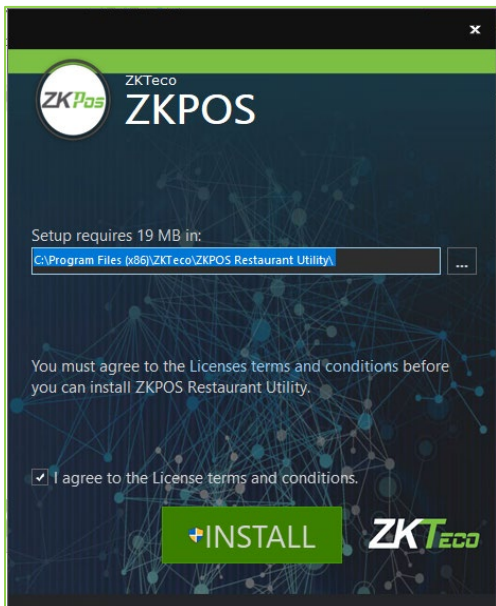 x
ZKPos
ZKTeco
ZKPOS
Setup requires 19 MB in:
C:\Program Files (x86)\ZKTeco\ZKPOS Restaurant Utility\
...
You must agree to the Licenses terms and conditions before
you can install ZKPOS Restaurant Utility.
I agree to the License terms and conditions.
INSTALL
ZKTeco